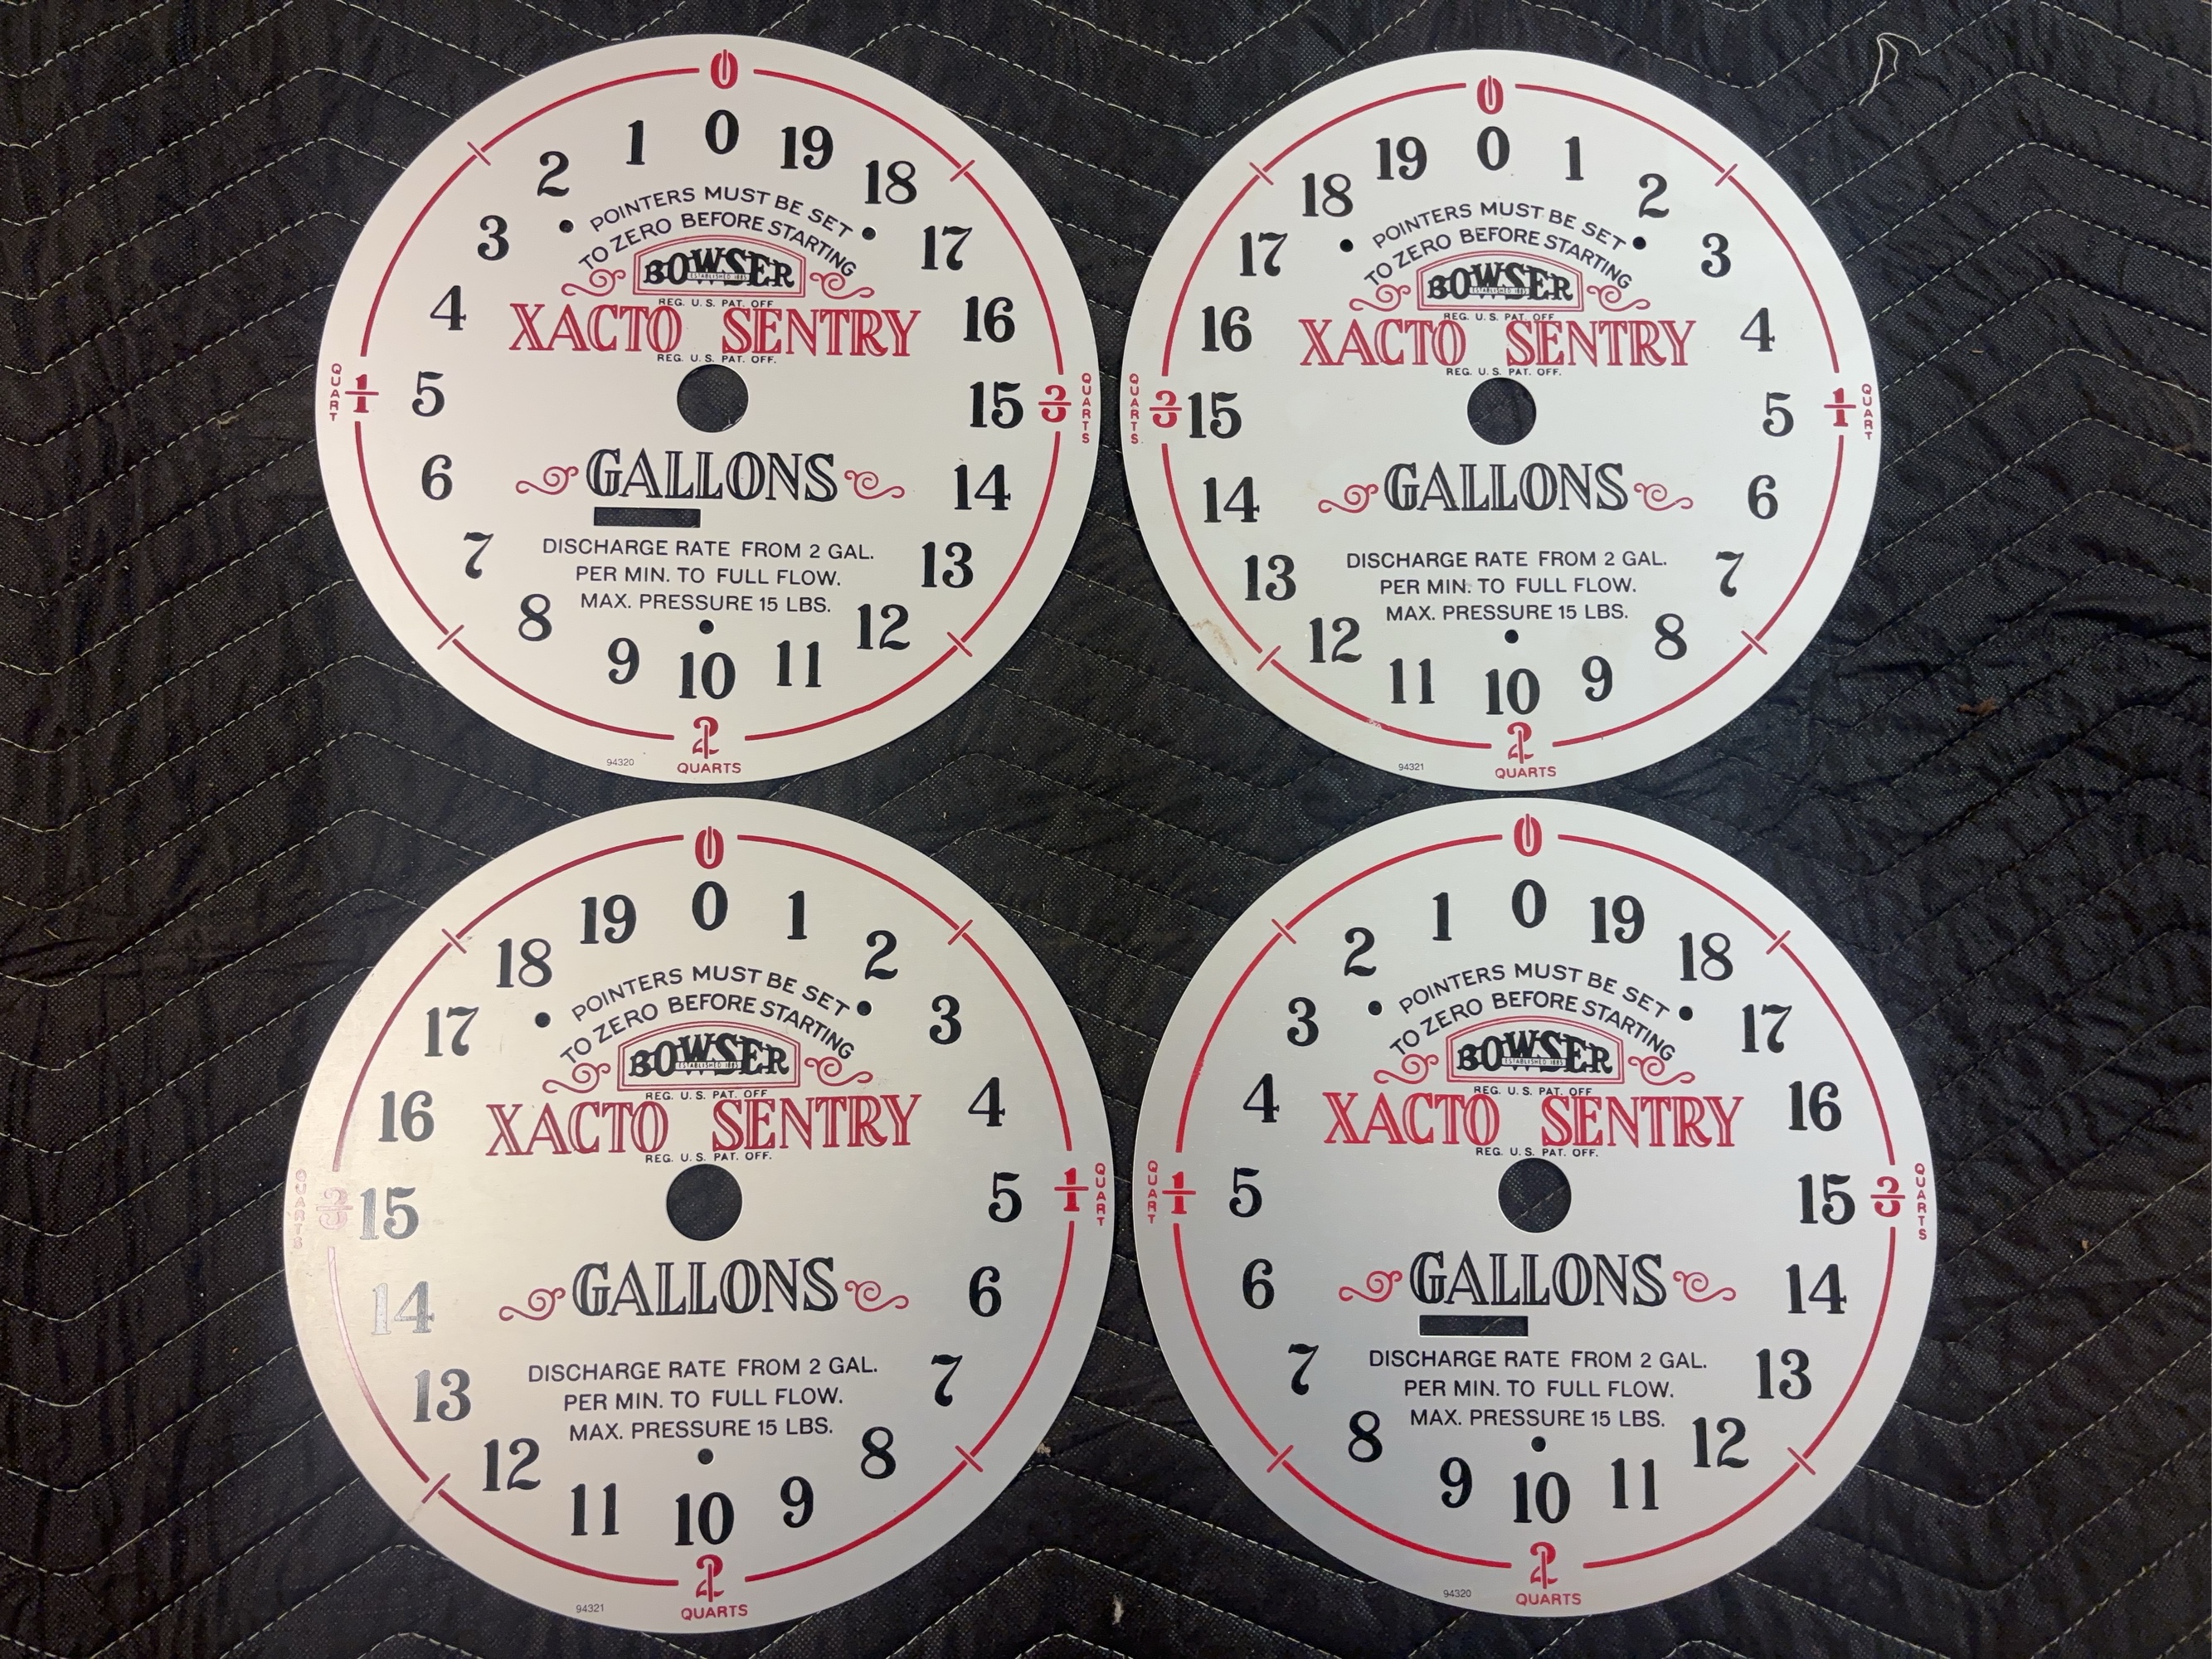 0
0
1
19
2
18
3
17
4
16
5
15
6
14
7
13
8
12
9
11
10
POINTERS MUST BE SET
TO ZERO BEFORE STARTING
BOWSER
ESTABLISHED 1885
REG. U.S. PAT. OFF
XACTO SENTRY
REG. U.S. PAT. OFF.
QUART
1
3
QUARTS
GALLONS
DISCHARGE RATE FROM 2 GAL.
PER MIN. TO FULL FLOW.
MAX. PRESSURE 15 LBS.
2
QUARTS
94320
0
0
19
1
18
2
17
3
16
4
15
5
14
6
13
7
12
8
11
9
10
POINTERS MUST BE SET
TO ZERO BEFORE STARTING
BOWSER
ESTABLISHED 1885
REG. U.S. PAT. OFF
XACTO SENTRY
REG. U.S. PAT. OFF.
QUARTS.
3
1
QUART
GALLONS
DISCHARGE RATE FROM 2 GAL.
PER MIN. TO FULL FLOW.
MAX. PRESSURE 15 LBS.
2
QUARTS
94321
0
0
19
1
18
2
17
3
16
4
15
5
14
6
13
7
12
8
11
9
10
POINTERS MUST BE SET
TO ZERO BEFORE STARTING
BOWSER
ESTABLISHED 1885
REG. U.S. PAT. OFF
XACTO SENTRY
REG. U.S. PAT. OFF.
QUARTS
3
1
QUART
GALLONS
DISCHARGE RATE FROM 2 GAL.
PER MIN. TO FULL FLOW.
MAX. PRESSURE 15 LBS.
2
QUARTS
94321
0
0
1
19
2
18
3
17
4
16
5
15
6
14
7
13
8
12
9
11
10
POINTERS MUST BE SET
TO ZERO BEFORE STARTING
BOWSER
ESTABLISHED 1885
REG. U.S. PAT. OFF
XACTO SENTRY
REG. U.S. PAT. OFF.
QUART
1
3
QUARTS
GALLONS
DISCHARGE RATE FROM 2 GAL.
PER MIN. TO FULL FLOW.
MAX. PRESSURE 15 LBS.
2
QUARTS
94320